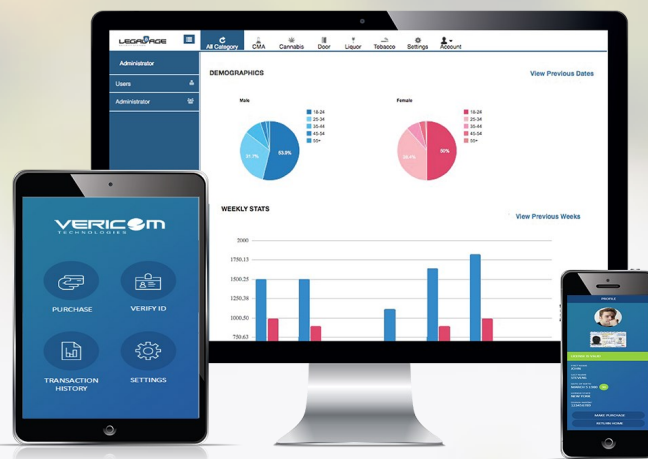 LEGALAGE
All Category
CMA
Cannabis
Door
Liquor
Tobacco
Settings
Account
Administrator
Users
Administrator
DEMOGRAPHICS
View Previous Dates
Male
18-24
25-34
35-44
45-54
50+
53.9%
31.7%
Female
18-24
25-34
35-44
45-54
50+
50%
WEEKLY STATS
View Previous Weeks
2000
1750.13
1500.25
1250.38
1000.50
750.63
VERICOM
TECHNOLOGIES
PURCHASE
VERIFY ID
TRANSACTION
HISTORY
SETTINGS
PROFILE
NEW YORK
MAKE PURCHASE
RETURN HOME